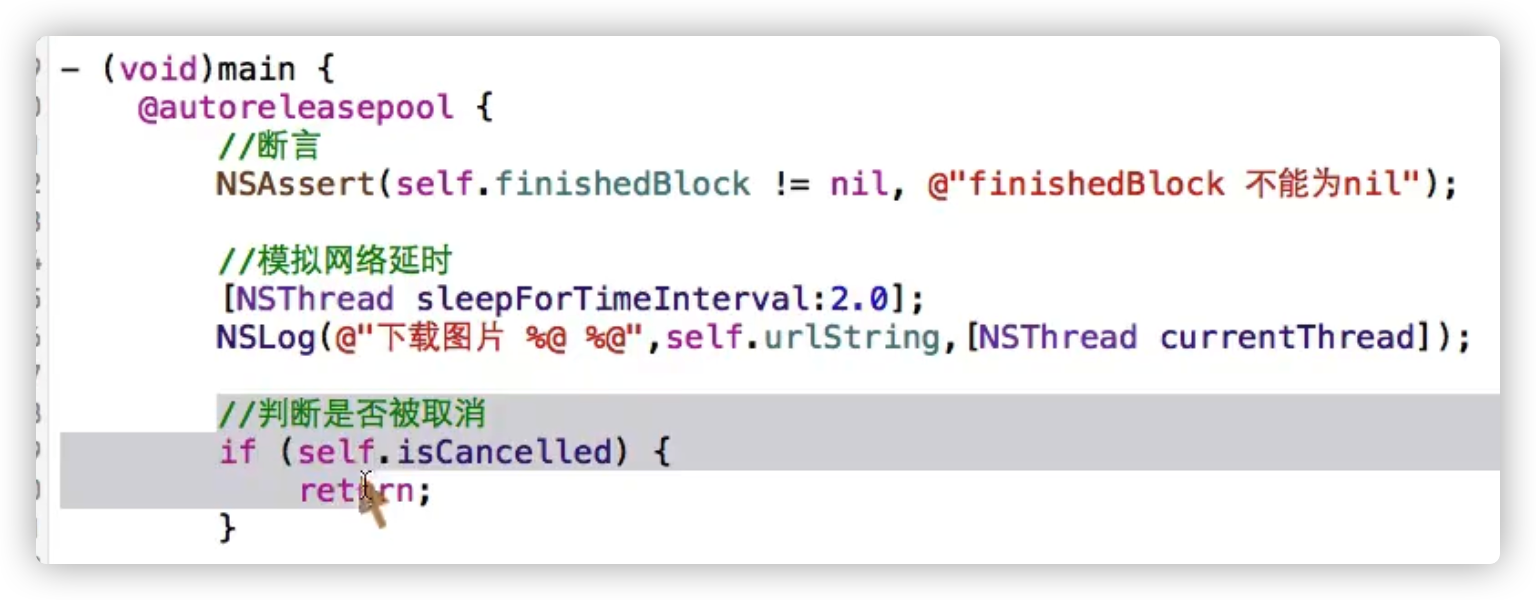 - (void)main {
@autoreleasepool {
//断言
NSAssert(self.finishedBlock != nil, @"finishedBlock 不能为nil");
//模拟网络延时
[NSThread sleepForTimeInterval:2.0];
NSLog(@"下载图片 %@ %@",self.urlString,[NSThread currentThread]);
//判断是否被取消
if (self.isCancelled) {
return;
}